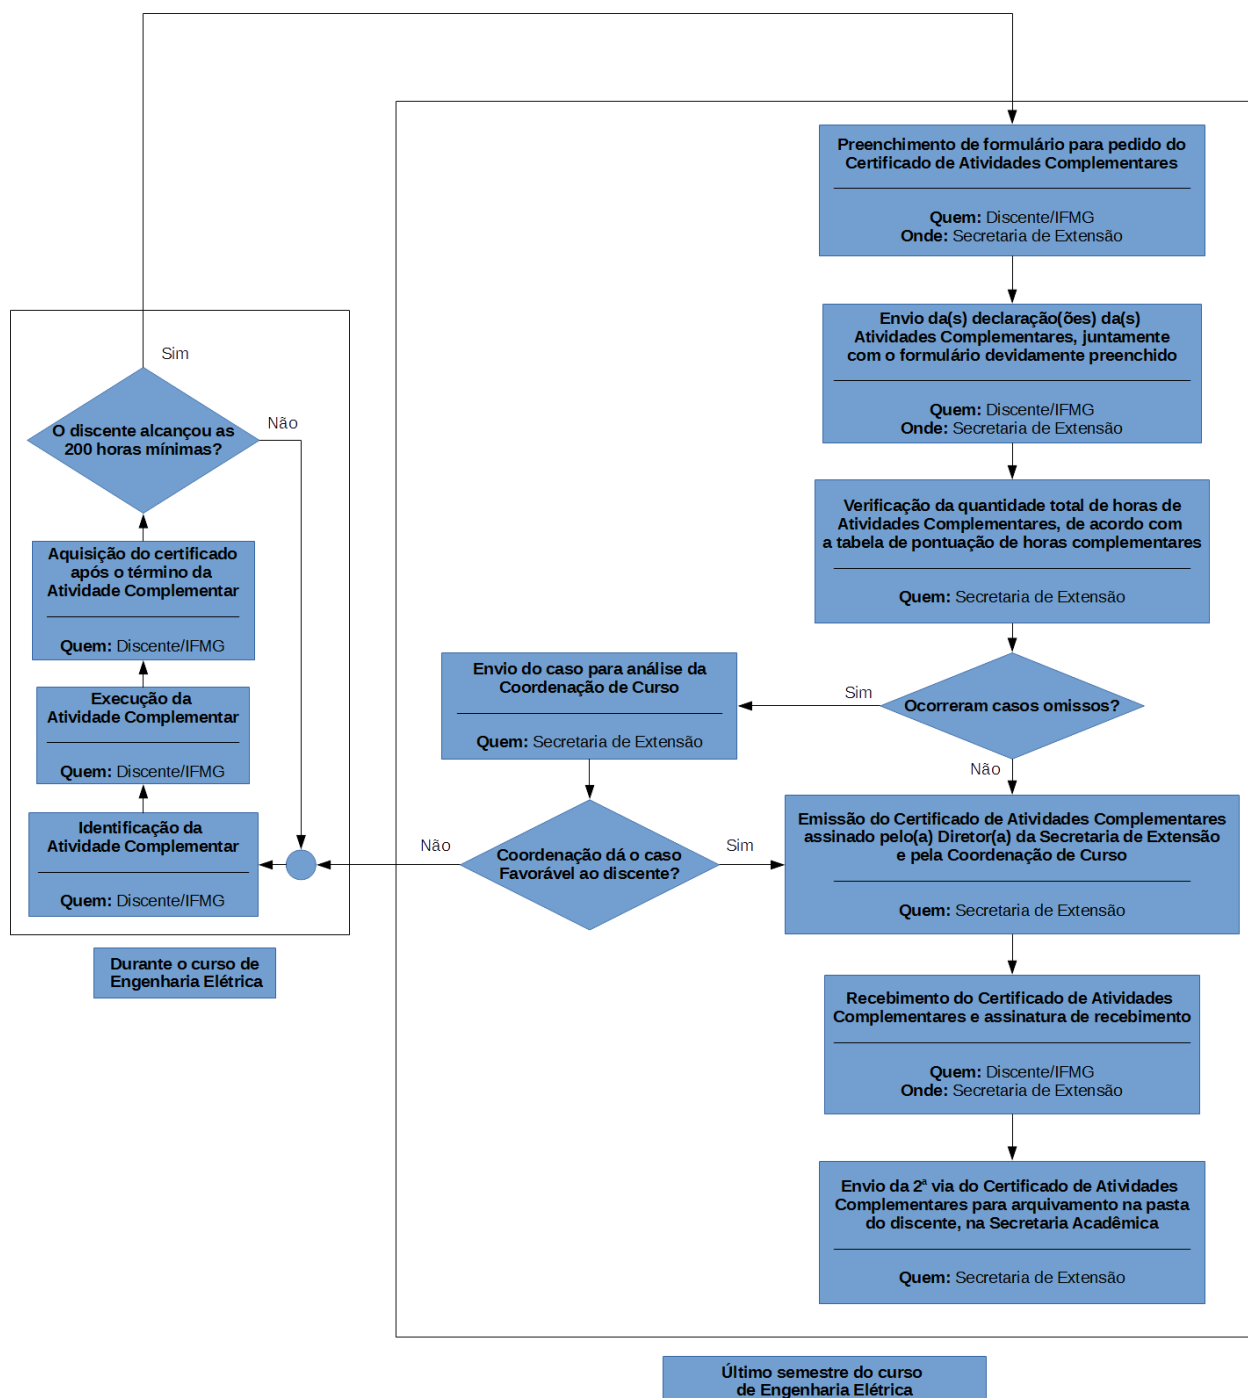 Preenchimento de formulário para pedido do
Certificado de Atividades Complementares
Quem: Discente/IFMG
Onde: Secretaria de Extensão
Envio da(s) declaração(ões) da(s)
Atividades Complementares, juntamente
com o formulário devidamente preenchido
Quem: Discente/IFMG
Onde: Secretaria de Extensão
Sim
Não
O discente alcançou as
200 horas mínimas?
Verificação da quantidade total de horas de
Atividades Complementares, de acordo com
a tabela de pontuação de horas complementares
Quem: Secretaria de Extensão
Aquisição do certificado
após o término da
Atividade Complementar
Quem: Discente/IFMG
Execução da
Atividade Complementar
Quem: Discente/IFMG
Identificação da
Atividade Complementar
Quem: Discente/IFMG
Durante o curso de
Engenharia Elétrica
Envio do caso para análise da
Coordenação de Curso
Quem: Secretaria de Extensão
Sim
Ocorreram casos omissos?
Não
Não
Coordenação dá o caso
Favorável ao discente?
Sim
Emissão do Certificado de Atividades Complementares
assinado pelo(a) Diretor(a) da Secretaria de Extensão
e pela Coordenação de Curso
Quem: Secretaria de Extensão
Recebimento do Certificado de Atividades
Complementares e assinatura de recebimento
Quem: Discente/IFMG
Onde: Secretaria de Extensão
Envio da 2ª via do Certificado de Atividades
Complementares para arquivamento na pasta
do discente, na Secretaria Acadêmica
Quem: Secretaria de Extensão
Último semestre do curso
de Engenharia Elétrica